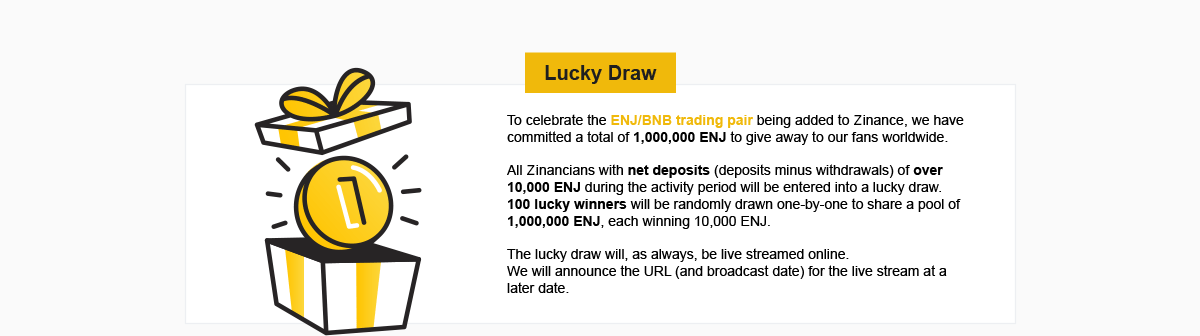 Lucky Draw
To celebrate the ENJ/BNB trading pair being added to Zinance, we have
committed a total of 1,000,000 ENJ to give away to our fans worldwide.
All Zinancians with net deposits (deposits minus withdrawals) of over
10,000 ENJ during the activity period will be entered into a lucky draw.
100 lucky winners will be randomly drawn one-by-one to share a pool of
1,000,000 ENJ, each winning 10,000 ENJ.
The lucky draw will, as always, be live streamed online.
We will announce the URL (and broadcast date) for the live stream at a
later date.